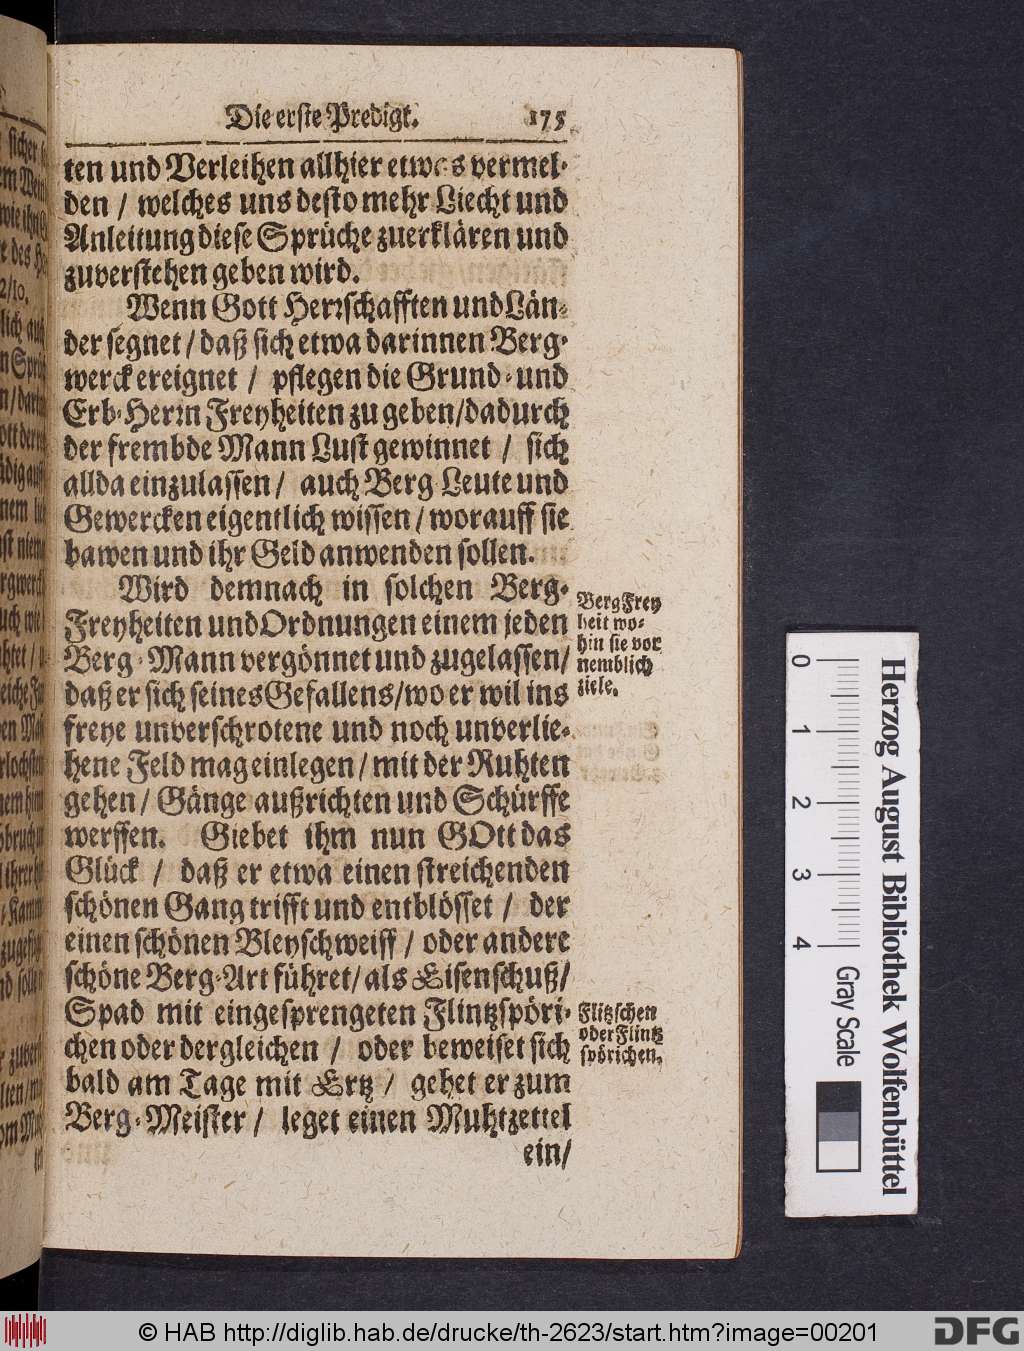 Die erste Predigt. 175
ten und Verleihen allhier etwas vermel-
den / welches uns desto mehr Liecht und
Anleitung diese Sprüche zuerklären und
zuverstehen geben wird.
Wenn Gott Herrschafften und Län-
der segnet / daß sich etwa darinnen Berg-
werck ereignet / pflegen die Grund- und
Erb-Herrn Freyheiten zu geben/dadurch
der frembde Mann Lust gewinnet / sich
allda einzulassen / auch Berg Leute und
Gewercken eigentlich wissen / worauff sie
bawen und ihr Geld anwenden sollen.
Wird demnach in solchen Berg-
Freyheiten und Ordnungen einem jeden
Berg-Mann vergönnet und zugelassen/
daß er sich seines Gefallens/wo er wil ins
freye unverschrotene und noch unverlie-
hene Feld mag einlegen / mit der Ruhten
gehen / Gänge außrichten und Schürffe
werffen. Giebet ihm nun GOtt das
Glück / daß er etwa einen streichenden
schönen Gang trifft und entblösset / der
einen schönen Bleyschweiff / oder andere
schöne Berg-Art führet/ als Eisenschuß/
Spad mit eingesprengeten Flintzspöri-
chen oder dergleichen / oder beweiset sich
bald am Tage mit Ertz / gehet er zum
Berg-Meister / leget einen Muhtzettel
ein/
Berg Frey
heit wo-
hin sie vor
nemblich
ziele.
Flitzschen
oder Flintz
spörichen.
0 1 2 3 4
Gray Scale
Herzog August Bibliothek Wolfenbüttel
© HAB http://diglib.hab.de/drucke/th-2623/start.htm?image=00201
DFG